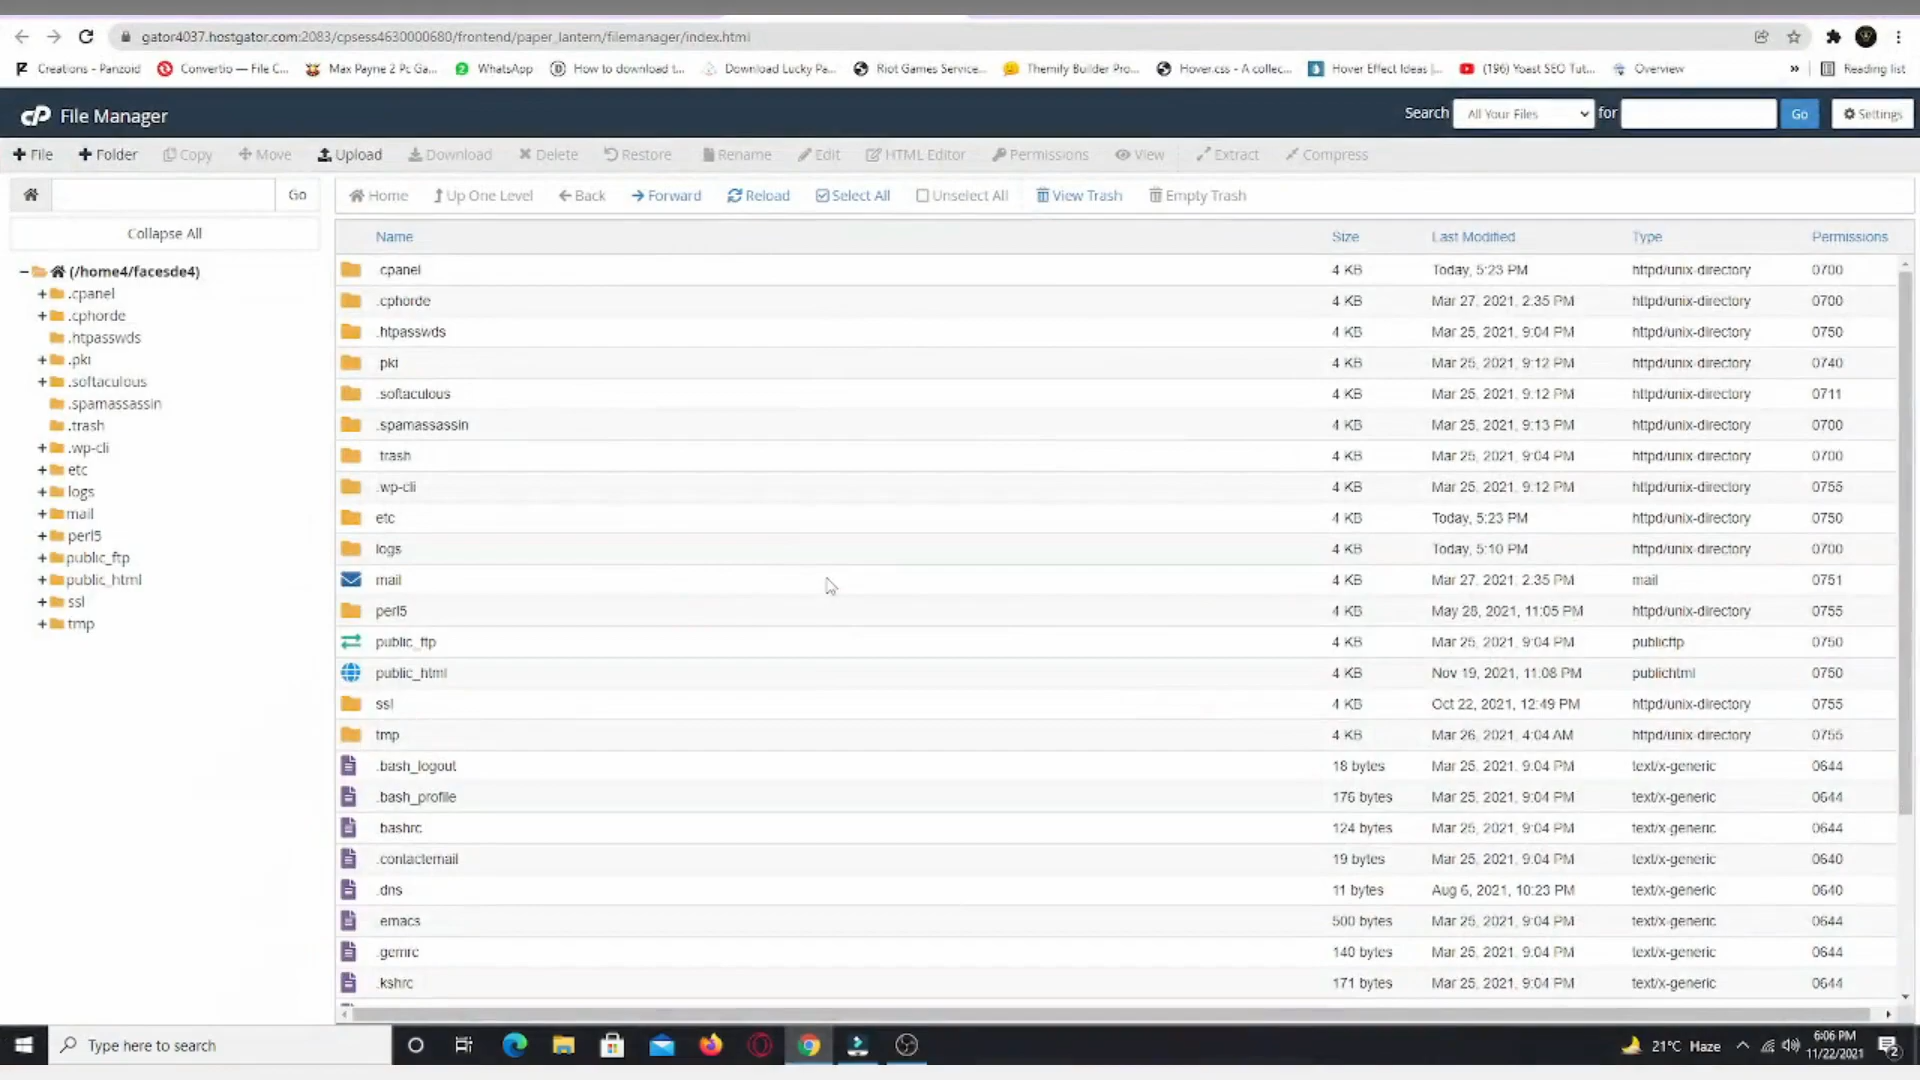 gator4037.hostgator.com:2083/cpsess4630000680/frontend/paper_lantern/filemanager/index.html
Creations - Panzoid
Convertio — File C...
Max Payne 2 Pc Ga...
WhatsApp
How to download t...
Download Lucky Pa...
Riot Games Service...
Themify Builder Pro...
Hover.css - A collec...
Hover Effect Ideas |...
(196) Yoast SEO Tut...
Overview
»
Reading list
cP File Manager
Search All Your Files for Go Settings
+ File
+ Folder
Copy
Move
Upload
Download
Delete
Restore
Rename
Edit
HTML Editor
Permissions
View
Extract
Compress
Go
Home
Up One Level
Back
Forward
Reload
Select All
Unselect All
View Trash
Empty Trash
Collapse All
(/home4/facesde4)
+ .cpanel
+ .cphorde
.htpasswds
+ .pki
+ .softaculous
.spamassassin
.trash
+ .wp-cli
+ etc
+ logs
+ mail
+ perl5
+ public_ftp
+ public_html
+ ssl
+ tmp
Name Size Last Modified Type Permissions
.cpanel 4 KB Today, 5:23 PM httpd/unix-directory 0700
.cphorde 4 KB Mar 27, 2021, 2:35 PM httpd/unix-directory 0700
.htpasswds 4 KB Mar 25, 2021, 9:04 PM httpd/unix-directory 0750
.pki 4 KB Mar 25, 2021, 9:12 PM httpd/unix-directory 0740
.softaculous 4 KB Mar 25, 2021, 9:12 PM httpd/unix-directory 0711
.spamassassin 4 KB Mar 25, 2021, 9:13 PM httpd/unix-directory 0700
.trash 4 KB Mar 25, 2021, 9:04 PM httpd/unix-directory 0700
.wp-cli 4 KB Mar 25, 2021, 9:12 PM httpd/unix-directory 0755
etc 4 KB Today, 5:23 PM httpd/unix-directory 0750
logs 4 KB Today, 5:10 PM httpd/unix-directory 0700
mail 4 KB Mar 27, 2021, 2:35 PM mail 0751
perl5 4 KB May 28, 2021, 11:05 PM httpd/unix-directory 0755
public_ftp 4 KB Mar 25, 2021, 9:04 PM publicftp 0750
public_html 4 KB Nov 19, 2021, 11:08 PM publichtml 0750
ssl 4 KB Oct 22, 2021, 12:49 PM httpd/unix-directory 0755
tmp 4 KB Mar 26, 2021, 4:04 AM httpd/unix-directory 0755
.bash_logout 18 bytes Mar 25, 2021, 9:04 PM text/x-generic 0644
.bash_profile 176 bytes Mar 25, 2021, 9:04 PM text/x-generic 0644
.bashrc 124 bytes Mar 25, 2021, 9:04 PM text/x-generic 0644
.contactemail 19 bytes Mar 25, 2021, 9:04 PM text/x-generic 0640
.dns 11 bytes Aug 6, 2021, 10:23 PM text/x-generic 0640
.emacs 500 bytes Mar 25, 2021, 9:04 PM text/x-generic 0644
.gemrc 140 bytes Mar 25, 2021, 9:04 PM text/x-generic 0644
.kshrc 171 bytes Mar 25, 2021, 9:04 PM text/x-generic 0644
Type here to search
21°C Haze
6:06 PM
11/22/2021
2